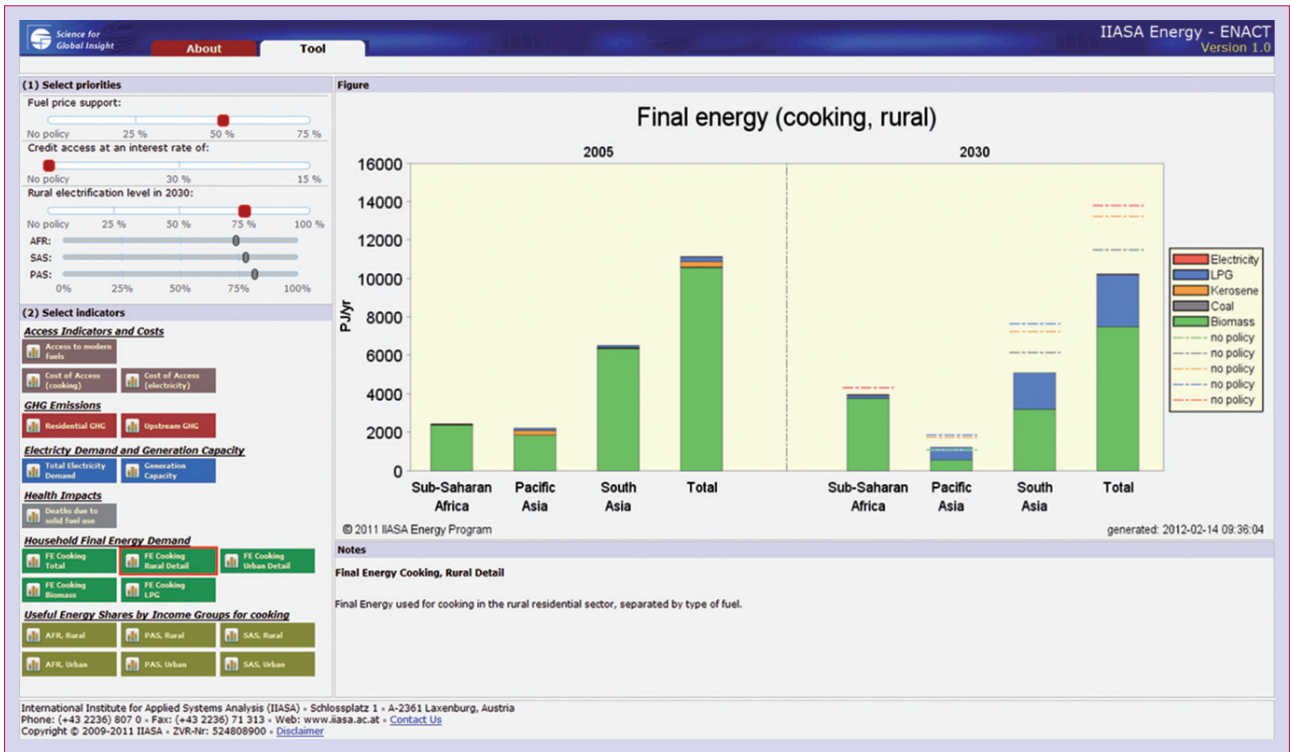 Science for
Global Insight
About
Tool
IIASA Energy - ENACT
Version 1.0
(1) Select priorities
Fuel price support:
No policy 25 % 50 % 75 %
Credit access at an interest rate of:
No policy 30 % 15 %
Rural electrification level in 2030:
No policy 25 % 50 % 75 % 100 %
AFR:
SAS:
PAS:
0% 25% 50% 75% 100%
(2) Select indicators
Access Indicators and Costs
Access to modern
fuels
Cost of Access
(cooking)
Cost of Access
(electricity)
GHG Emissions
Residential GHG
Upstream GHG
Electricty Demand and Generation Capacity
Total Electricity
Demand
Generation
Capacity
Health Impacts
Deaths due to
solid fuel use
Household Final Energy Demand
FE Cooking
Total
FE Cooking
Rural Detail
FE Cooking
Urban Detail
FE Cooking
Biomass
FE Cooking
LPG
Useful Energy Shares by Income Groups for cooking
AFR, Rural
PAS, Rural
SAS, Rural
AFR, Urban
PAS, Urban
SAS, Urban
Figure
Final energy (cooking, rural)
2005
2030
PJ/yr
16000
14000
12000
10000
8000
6000
4000
2000
0
Sub-Saharan
Africa
Pacific
Asia
South
Asia
Total
Sub-Saharan
Africa
Pacific
Asia
South
Asia
Total
Electricity
LPG
Kerosene
Coal
Biomass
no policy
no policy
no policy
no policy
no policy
© 2011 IIASA Energy Program
generated: 2012-02-14 09:36:04
Notes
Final Energy Cooking, Rural Detail
Final Energy used for cooking in the rural residential sector, separated by type of fuel.
International Institute for Applied Systems Analysis (IIASA) - Schlossplatz 1 - A-2361 Laxenburg, Austria
Phone: (+43 2236) 807 0 - Fax: (+43 2236) 71 313 - Web: www.iiasa.ac.at - Contact Us
Copyright © 2009-2011 IIASA - ZVR-Nr: 524808900 - Disclaimer